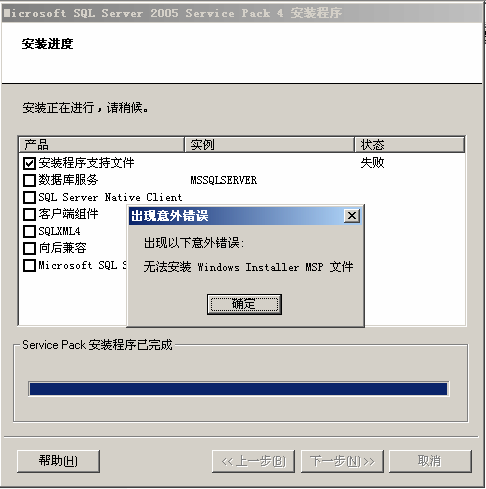 Microsoft SQL Server 2005 Service Pack 4 安装程序
安装进度
安装正在进行，请稍候。
产品 实例 状态
安装程序支持文件 失败
数据库服务 MSSQLSERVER
SQL Server Native Client
客户端组件
SQLXML4
向后兼容
Microsoft SQL S
出现意外错误
出现以下意外错误:
无法安装 Windows Installer MSP 文件
确定
Service Pack 安装程序已完成
帮助(H) << 上一步(B) 下一步(N) >> 取消